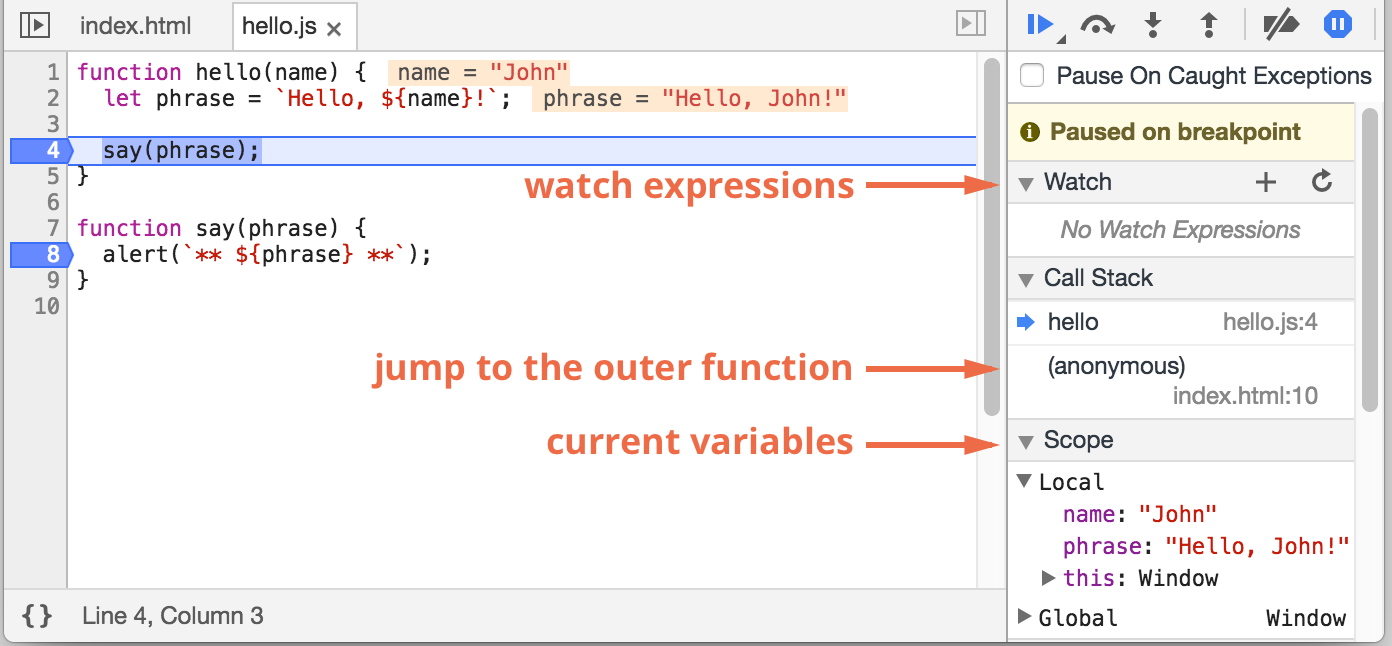 index.html
hello.js ×
1 function hello(name) { name = "John"
2 let phrase = `Hello, ${name}!`; phrase = "Hello, John!"
3
4 say(phrase);
5 }
6
7 function say(phrase) {
8 alert(`** ${phrase} **`);
9 }
10
{ } Line 4, Column 3
watch expressions
jump to the outer function
current variables
Pause On Caught Exceptions
Paused on breakpoint
Watch
No Watch Expressions
Call Stack
hello hello.js:4
(anonymous)
index.html:10
Scope
Local
name: "John"
phrase: "Hello, John!"
this: Window
Global Window